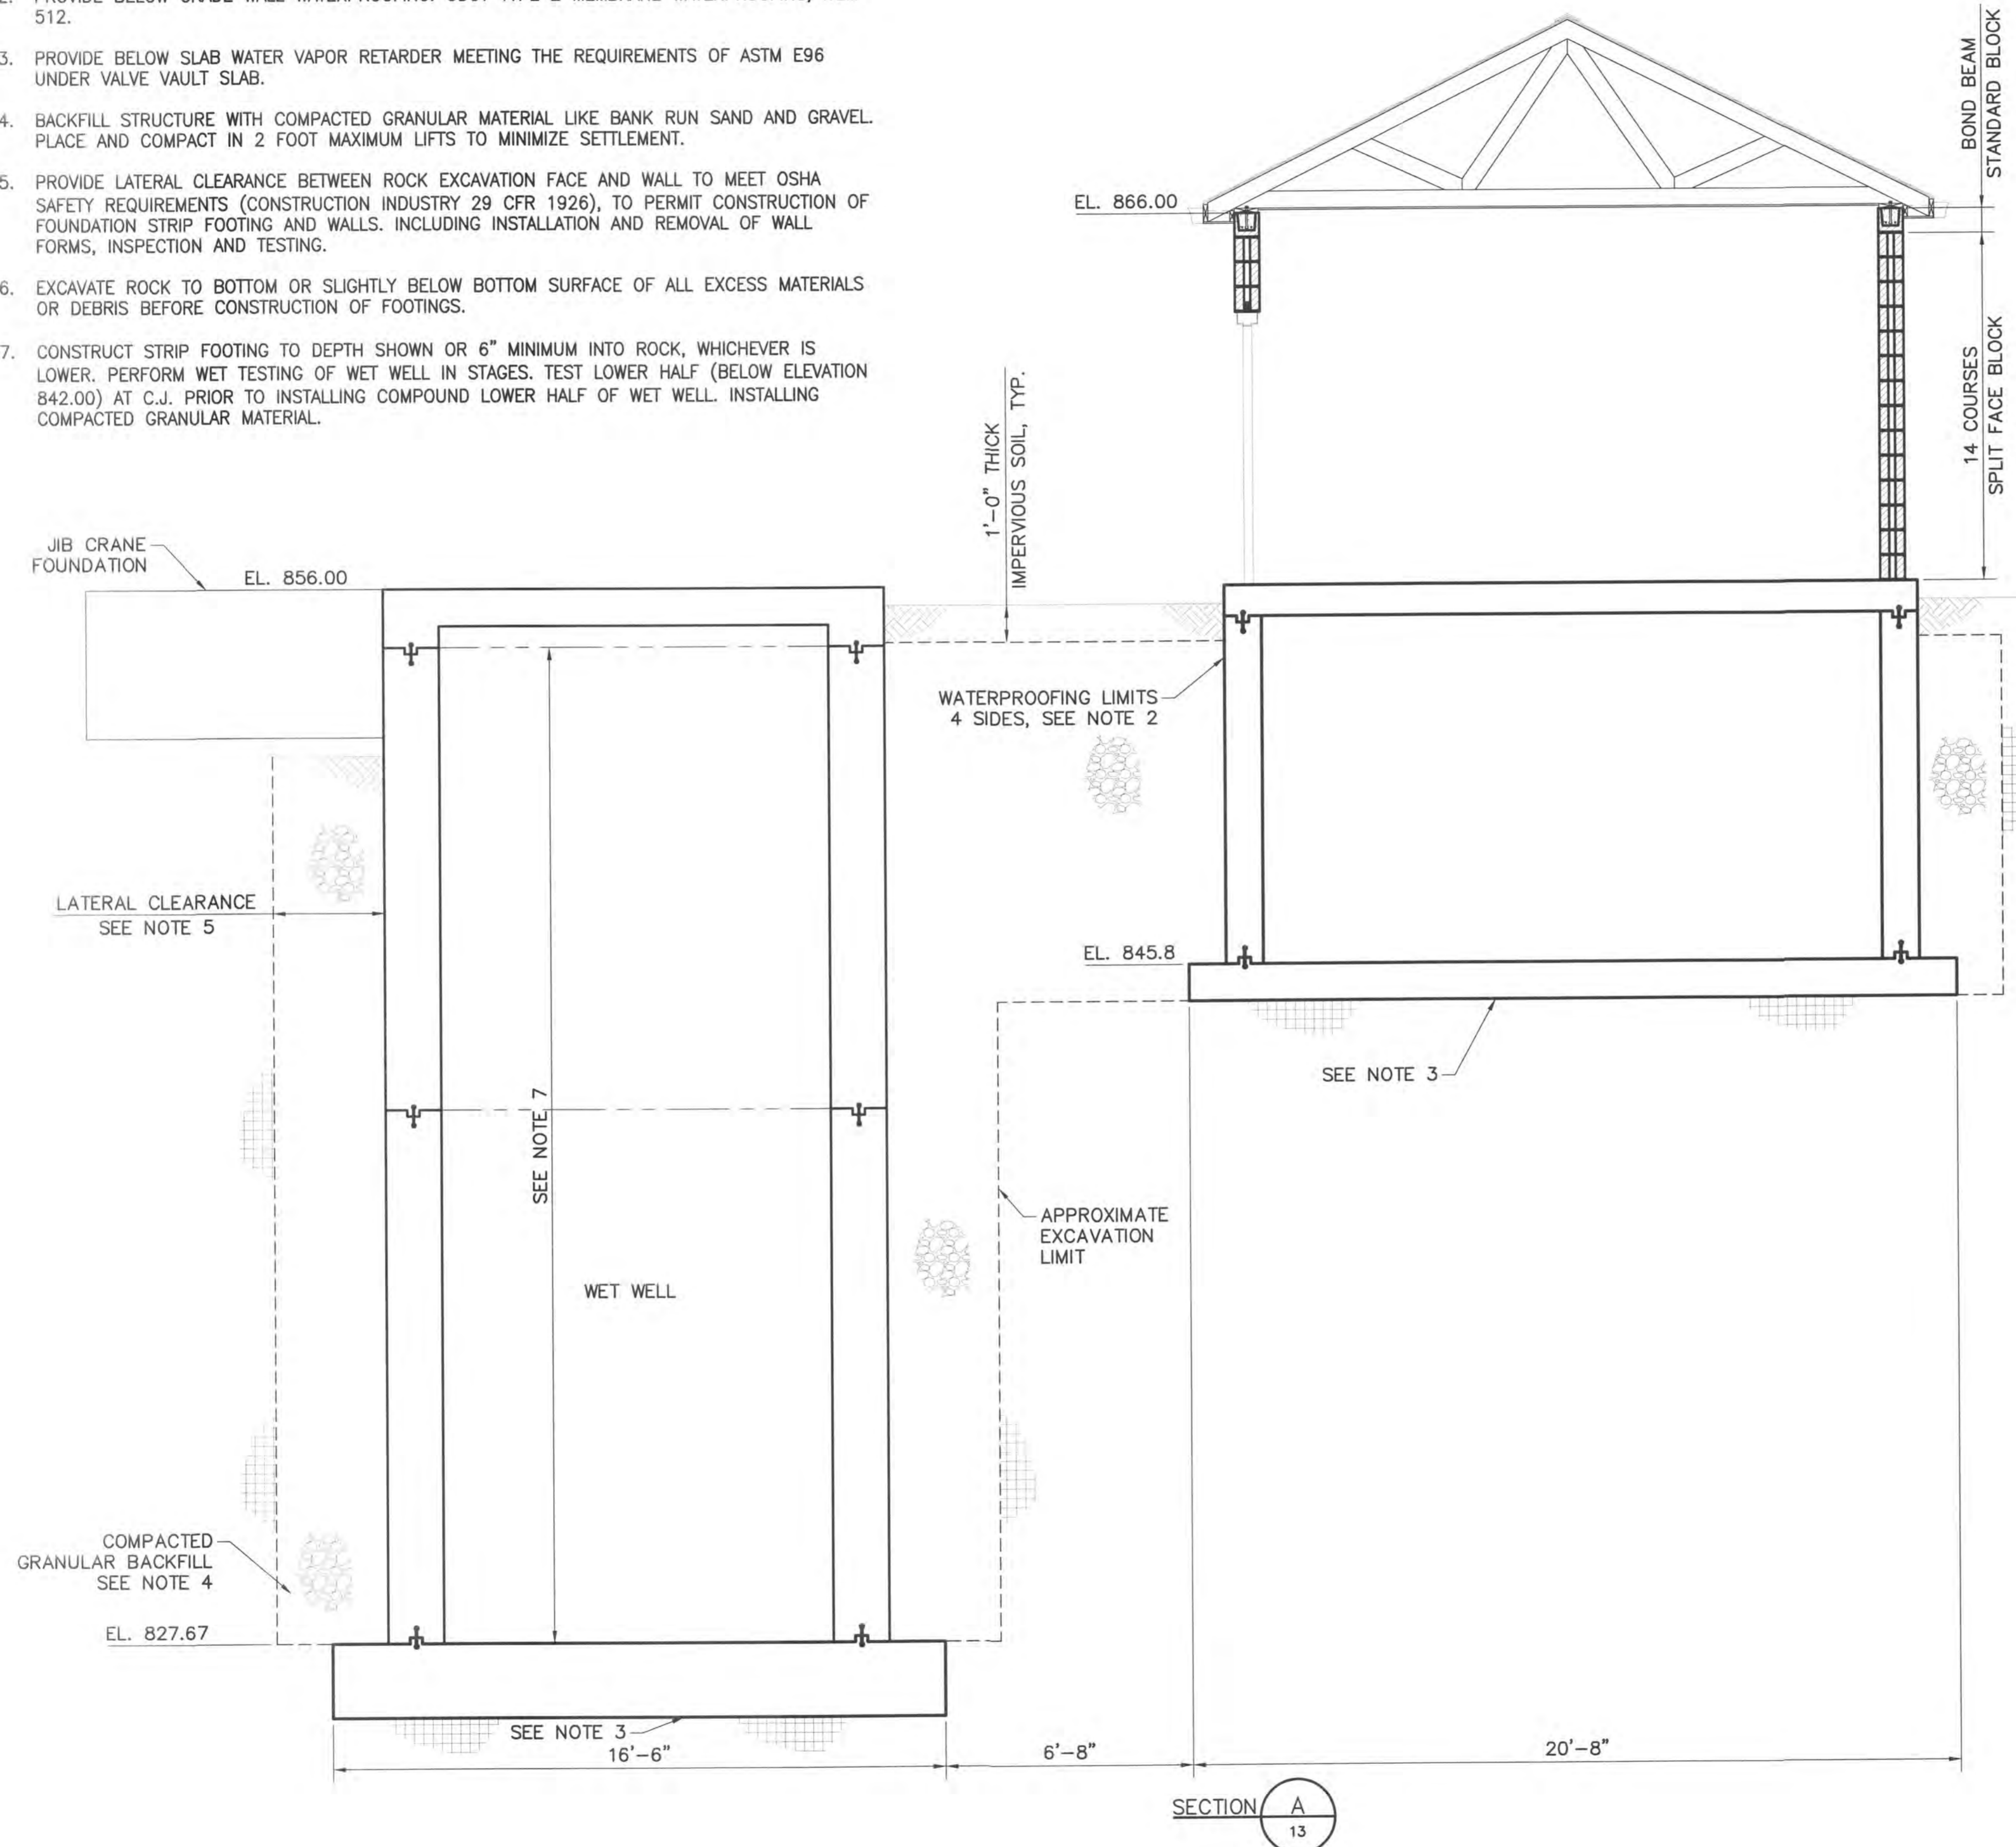 512.
3. PROVIDE BELOW SLAB WATER VAPOR RETARDER MEETING THE REQUIREMENTS OF ASTM E96
UNDER VALVE VAULT SLAB.
4. BACKFILL STRUCTURE WITH COMPACTED GRANULAR MATERIAL LIKE BANK RUN SAND AND GRAVEL.
PLACE AND COMPACT IN 2 FOOT MAXIMUM LIFTS TO MINIMIZE SETTLEMENT.
5. PROVIDE LATERAL CLEARANCE BETWEEN ROCK EXCAVATION FACE AND WALL TO MEET OSHA
SAFETY REQUIREMENTS (CONSTRUCTION INDUSTRY 29 CFR 1926), TO PERMIT CONSTRUCTION OF
FOUNDATION STRIP FOOTING AND WALLS. INCLUDING INSTALLATION AND REMOVAL OF WALL
FORMS, INSPECTION AND TESTING.
6. EXCAVATE ROCK TO BOTTOM OR SLIGHTLY BELOW BOTTOM SURFACE OF ALL EXCESS MATERIALS
OR DEBRIS BEFORE CONSTRUCTION OF FOOTINGS.
7. CONSTRUCT STRIP FOOTING TO DEPTH SHOWN OR 6" MINIMUM INTO ROCK, WHICHEVER IS
LOWER. PERFORM WET TESTING OF WET WELL IN STAGES. TEST LOWER HALF (BELOW ELEVATION
842.00) AT C.J. PRIOR TO INSTALLING COMPOUND LOWER HALF OF WET WELL. INSTALLING
COMPACTED GRANULAR MATERIAL.
BOND BEAM
STANDARD BLOCK
EL. 866.00
14 COURSES
SPLIT FACE BLOCK
1'-0" THICK
IMPERVIOUS SOIL, TYP.
JIB CRANE
FOUNDATION
EL. 856.00
WATERPROOFING LIMITS
4 SIDES, SEE NOTE 2
LATERAL CLEARANCE
SEE NOTE 5
EL. 845.8
SEE NOTE 3
SEE NOTE 7
APPROXIMATE
EXCAVATION
LIMIT
WET WELL
COMPACTED
GRANULAR BACKFILL
SEE NOTE 4
EL. 827.67
SEE NOTE 3
16'-6"
6'-8"
20'-8"
SECTION A
13